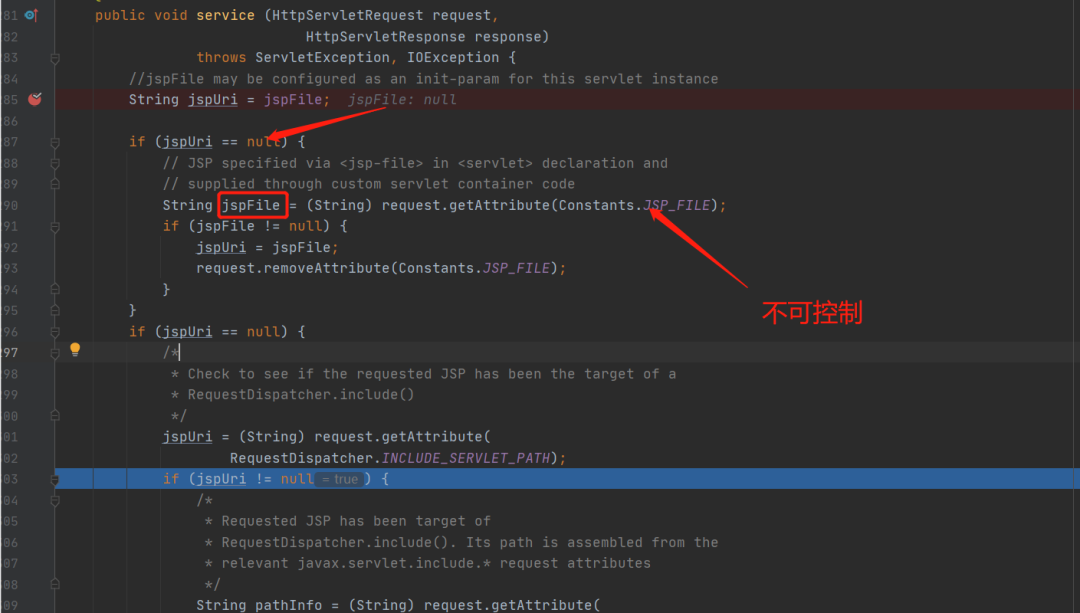 81 public void service (HttpServletRequest request,
82 HttpServletResponse response)
83 throws ServletException, IOException {
84 //jspFile may be configured as an init-param for this servlet instance
85 String jspUri = jspFile; jspFile: null
86
87 if (jspUri == null) {
88 // JSP specified via <jsp-file> in <servlet> declaration and
89 // supplied through custom servlet container code
90 String jspFile = (String) request.getAttribute(Constants.JSP_FILE);
91 if (jspFile != null) {
92 jspUri = jspFile;
93 request.removeAttribute(Constants.JSP_FILE);
94 }
95 }
不可控制
96 if (jspUri == null) {
297 /*
98 * Check to see if the requested JSP has been the target of a
99 * RequestDispatcher.include()
00 */
01 jspUri = (String) request.getAttribute(
02 RequestDispatcher.INCLUDE_SERVLET_PATH);
03 if (jspUri != null = true ) {
04 /*
05 * Requested JSP has been target of
06 * RequestDispatcher.include(). Its path is assembled from the
07 * relevant javax.servlet.include.* request attributes
08 */
09 String pathInfo = (String) request.getAttribute(